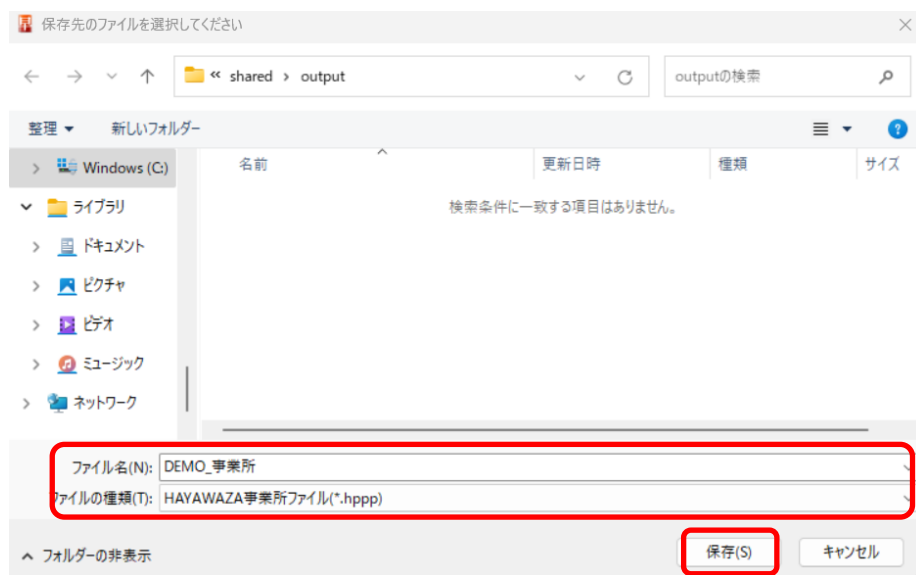 保存先のファイルを選択してください
« shared › output
outputの検索
整理 新しいフォルダー
名前 更新日時 種類 サイズ
検索条件に一致する項目はありません。
Windows (C:)
ライブラリ
ドキュメント
ピクチャ
ビデオ
ミュージック
ネットワーク
ファイル名(N): DEMO_事業所
ファイルの種類(T): HAYAWAZA事業所ファイル(*.hppp)
フォルダーの非表示
保存(S) キャンセル